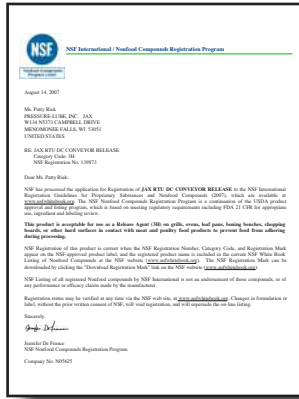 NSF
Nonfood Compounds
Program Listed
NSF International / Nonfood Compounds Registration Program
August 14, 2007
Ms. Patty Riek
PRESSURE-LUBE, INC. JAX
W134 N5373 CAMPBELL DRIVE
MENOMONEE FALLS, WI 53051
UNITED STATES
RE: JAX RTU DC CONVEYOR RELEASE
Category Code: 3H
NSF Registration No. 139873
Dear Ms. Patty Riek:
NSF has processed the application for Registration of JAX RTU DC CONVEYOR RELEASE to the NSF International
Registration Guidelines for Proprietary Substances and Nonfood Compounds (2007), which are available at
www.nsfwhitebook.org. The NSF Nonfood Compounds Registration Program is a continuation of the USDA product
approval and listing program, which is based on meeting regulatory requirements including FDA 21 CFR for appropriate
use, ingredient and labeling review.
This product is acceptable for use as a Release Agent (3H) on grills, ovens, loaf pans, boning benches, chopping
boards, or other hard surfaces in contact with meat and poultry food products to prevent food from adhering
during processing.
NSF Registration of this product is current when the NSF Registration Number, Category Code, and Registration Mark
appear on the NSF-approved product label, and the registered product name is included in the current NSF White Book
Listing of Nonfood Compounds at the NSF website (www.nsfwhitebook.org). The NSF Registration Mark can be
downloaded by clicking the "Download Registration Mark" link on the NSF website (www.nsfwhitebook.org).
NSF Listing of all registered Nonfood compounds by NSF International is not an endorsement of those compounds, or of
any performance or efficacy claims made by the manufacturer.
Registration status may be verified at any time via the NSF web site, at www.nsfwhitebook.org. Changes in formulation or
label, without the prior written consent of NSF, will void registration, and will supersede the on-line listing.
Sincerely,
Jennifer De France
NSF Nonfood Compounds Registration Program
Company No: N05625